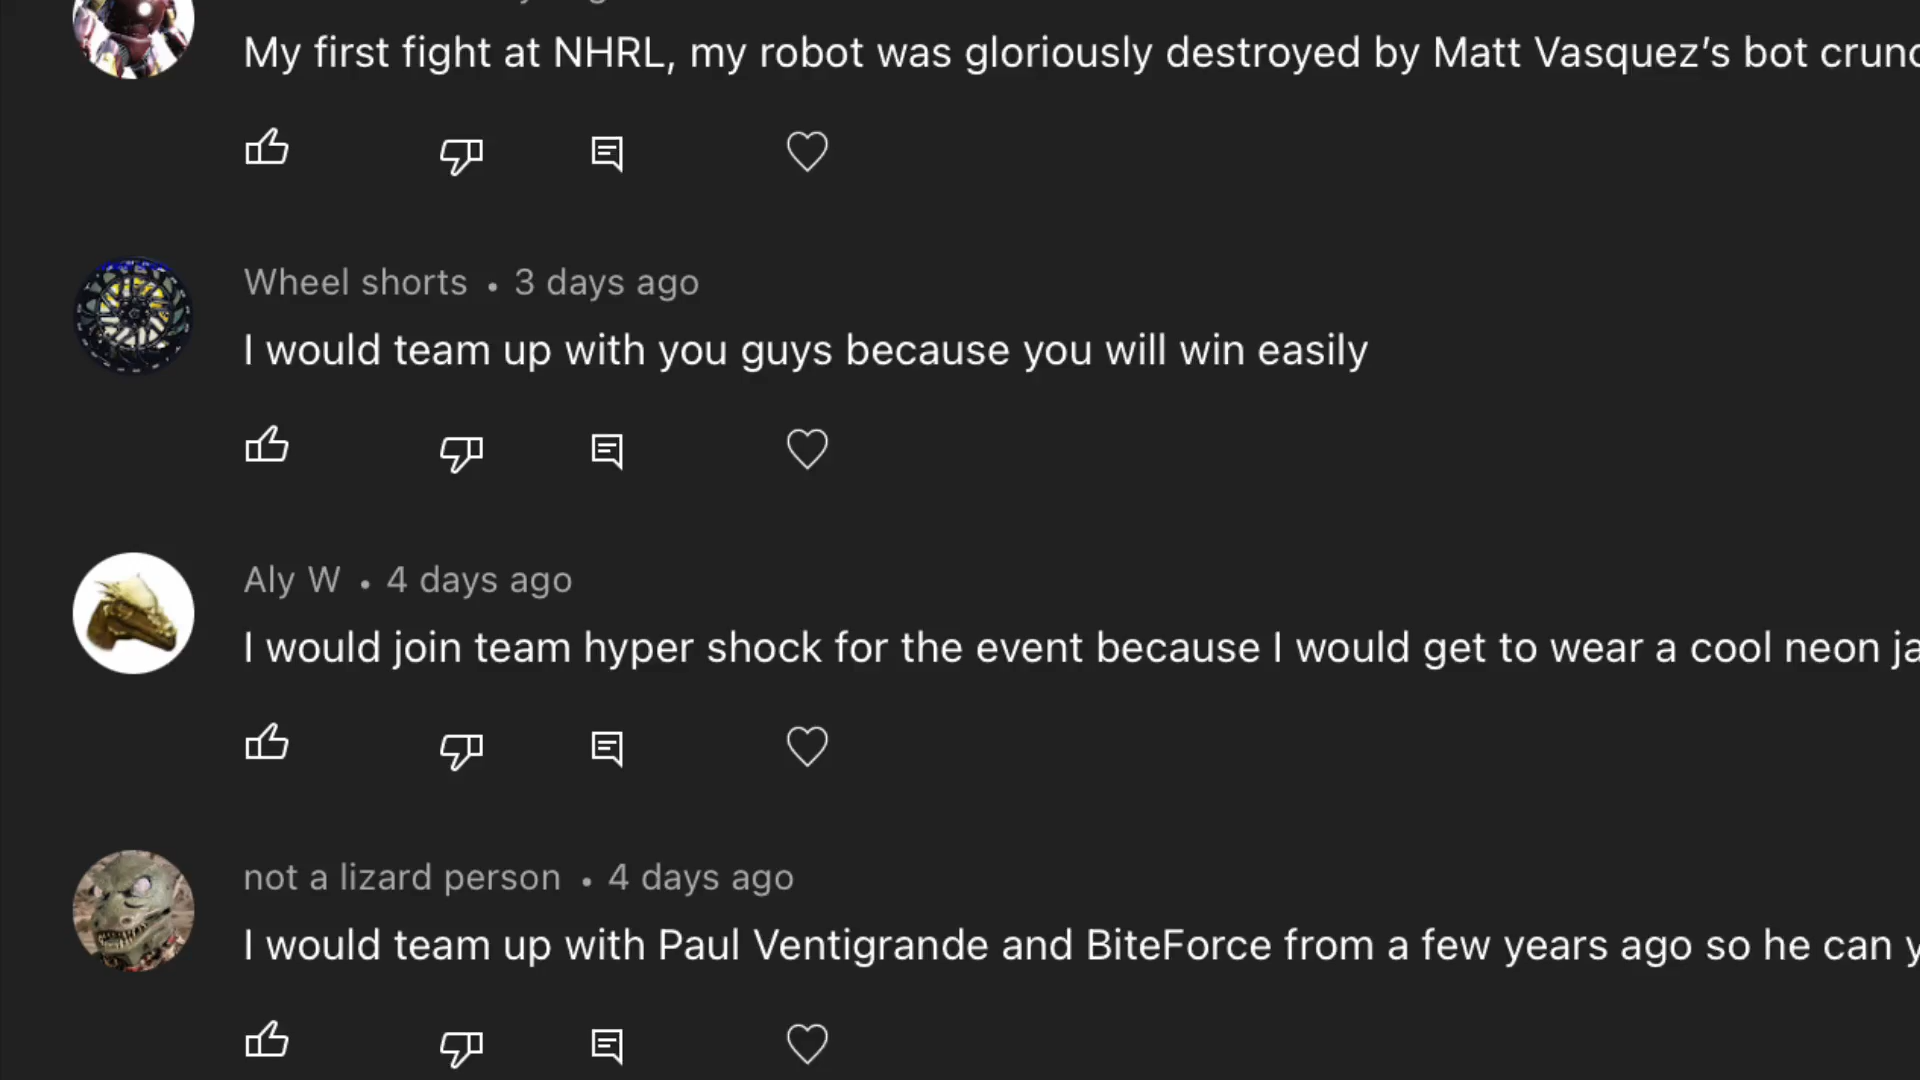 My first fight at NHRL, my robot was gloriously destroyed by Matt Vasquez’s bot
Wheel shorts • 3 days ago
I would team up with you guys because you will win easily
Aly W • 4 days ago
I would join team hyper shock for the event because I would get to wear a cool neon
not a lizard person • 4 days ago
I would team up with Paul Ventigrande and BiteForce from a few years ago so he can